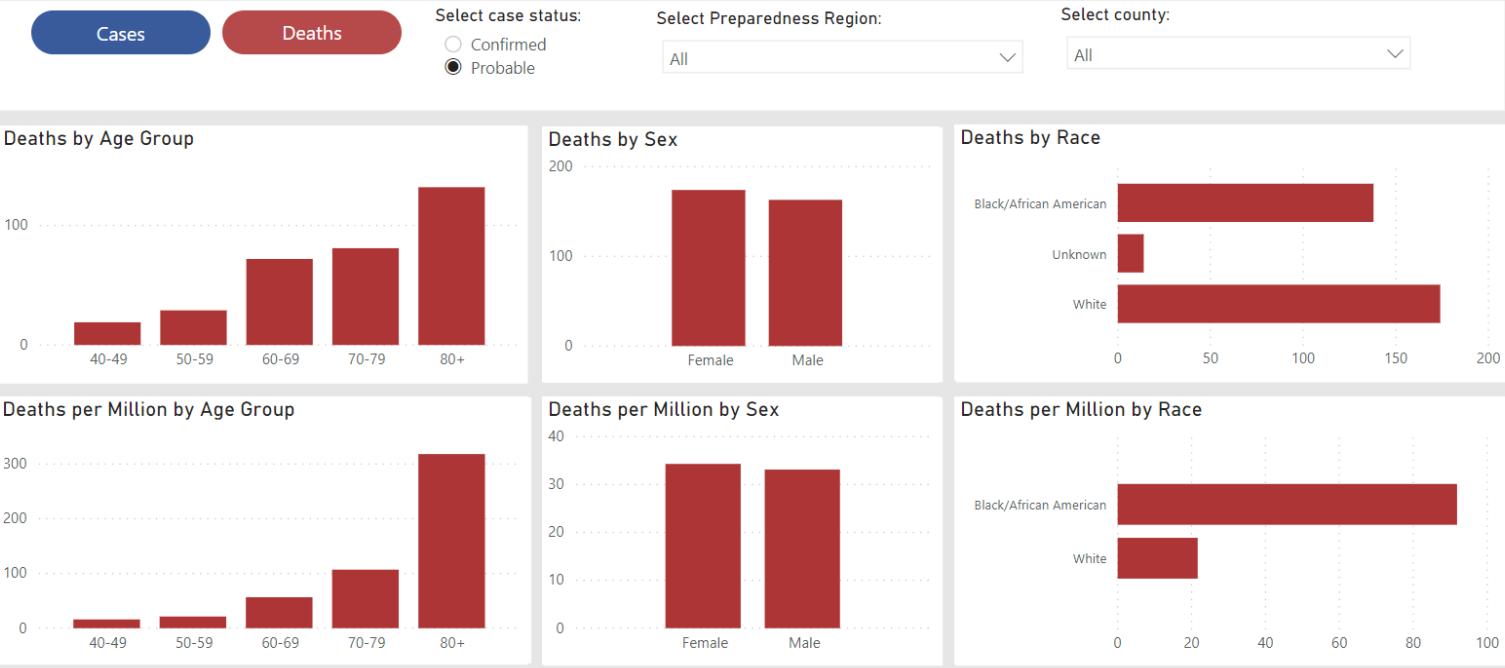 Cases
Deaths
Select case status:
Confirmed
Probable
Select Preparedness Region:
All
Select county:
All
Deaths by Age Group
100
0
40-49 50-59 60-69 70-79 80+
Deaths by Sex
200
100
0
Female Male
Deaths by Race
Black/African American
Unknown
White
0 50 100 150 200
Deaths per Million by Age Group
300
200
100
0
40-49 50-59 60-69 70-79 80+
Deaths per Million by Sex
40
30
20
10
0
Female Male
Deaths per Million by Race
Black/African American
White
0 20 40 60 80 100